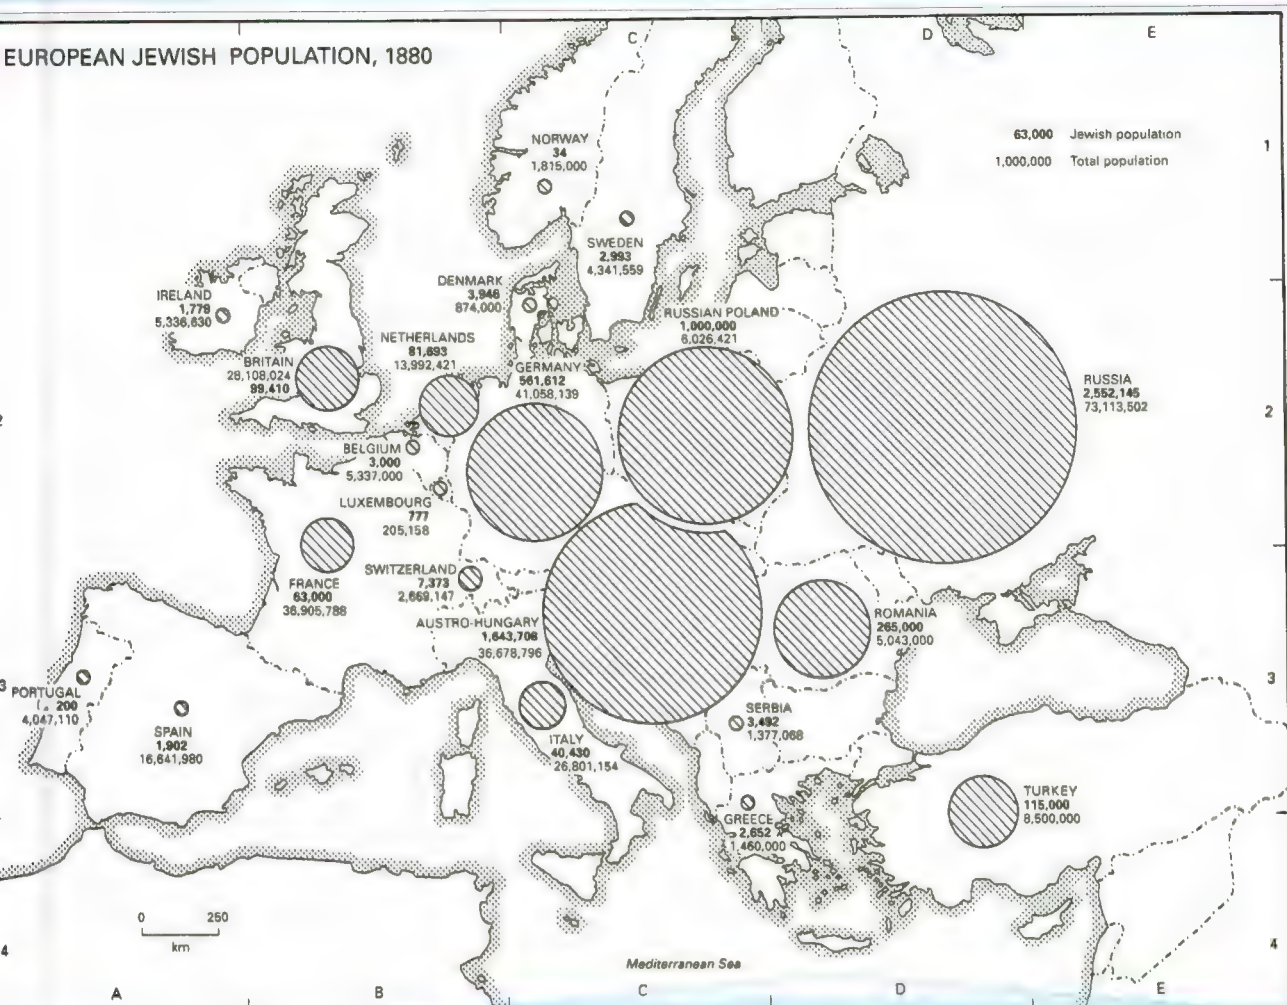 C
D
E
EUROPEAN JEWISH POPULATION, 1880
63,000 Jewish population
1,000,000 Total population
1
NORWAY
34
1,815,000
SWEDEN
2,993
4,341,559
DENMARK
3,946
874,000
IRELAND
1,779
5,336,630
RUSSIAN POLAND
1,000,000
6,026,421
NETHERLANDS
81,693
13,992,421
BRITAIN
28,108,024
99,410
GERMANY
561,612
41,058,139
RUSSIA
2,552,145
73,113,502
2
2
BELGIUM
3,000
5,337,000
LUXEMBOURG
777
205,158
SWITZERLAND
7,373
2,669,147
FRANCE
63,000
36,905,788
AUSTRO-HUNGARY
1,643,708
36,678,796
ROMANIA
265,000
5,043,000
3
3
PORTUGAL
200
4,047,110
SPAIN
1,902
16,641,980
SERBIA
3,492
1,377,068
ITALY
40,430
26,801,154
TURKEY
115,000
8,500,000
GREECE
2,652
1,460,000
0 250
km
4
Mediterranean Sea
4
A
B
C
D
E